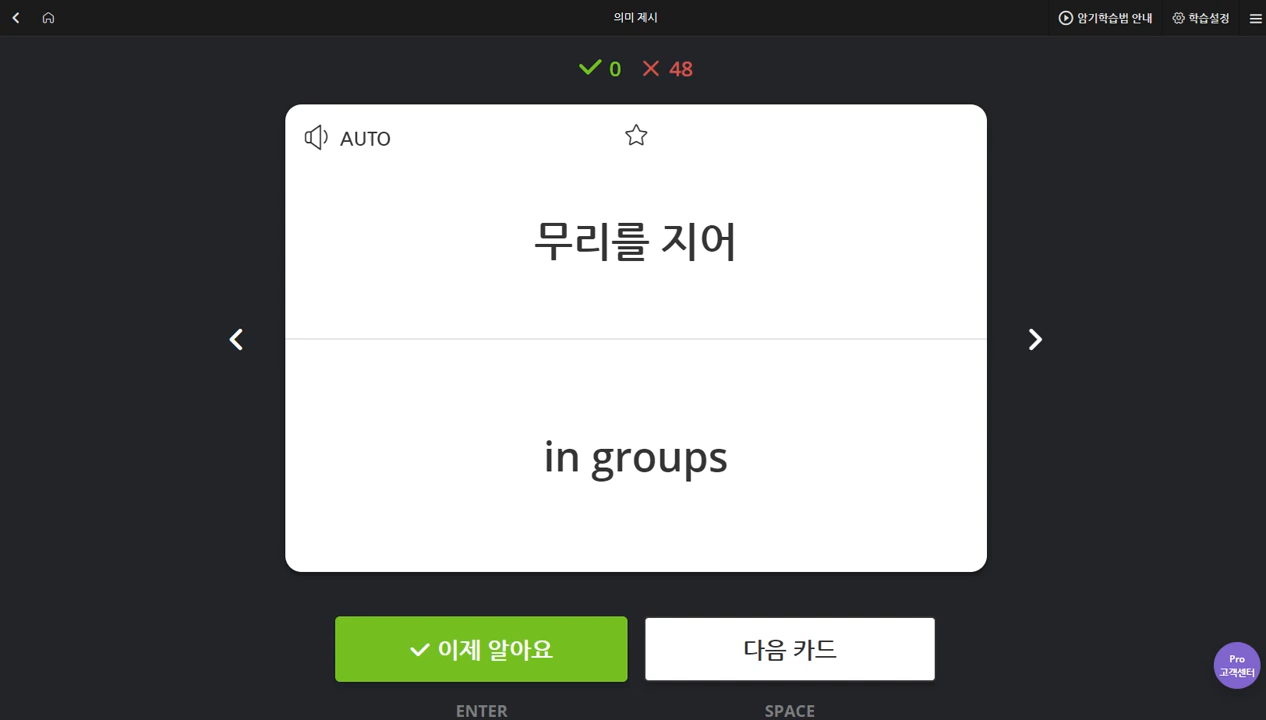 의미 제시
암기학습법 안내
학습설정
0
48
AUTO
무리를 지어
in groups
이제 알아요
다음 카드
ENTER
SPACE
Pro
고객센터